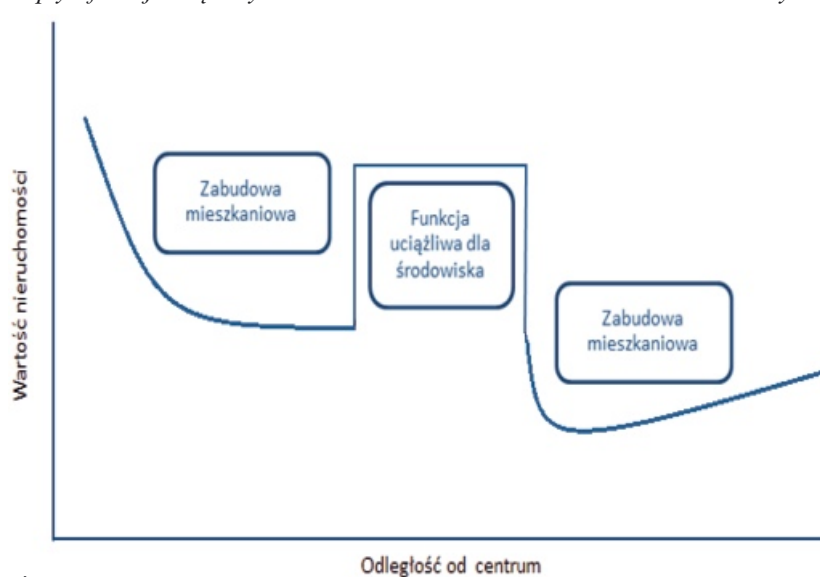 Wartość nieruchomości
Zabudowa
mieszkaniowa
Funkcja
uciążliwa dla
środowiska
Zabudowa
mieszkaniowa
Odległość od centrum